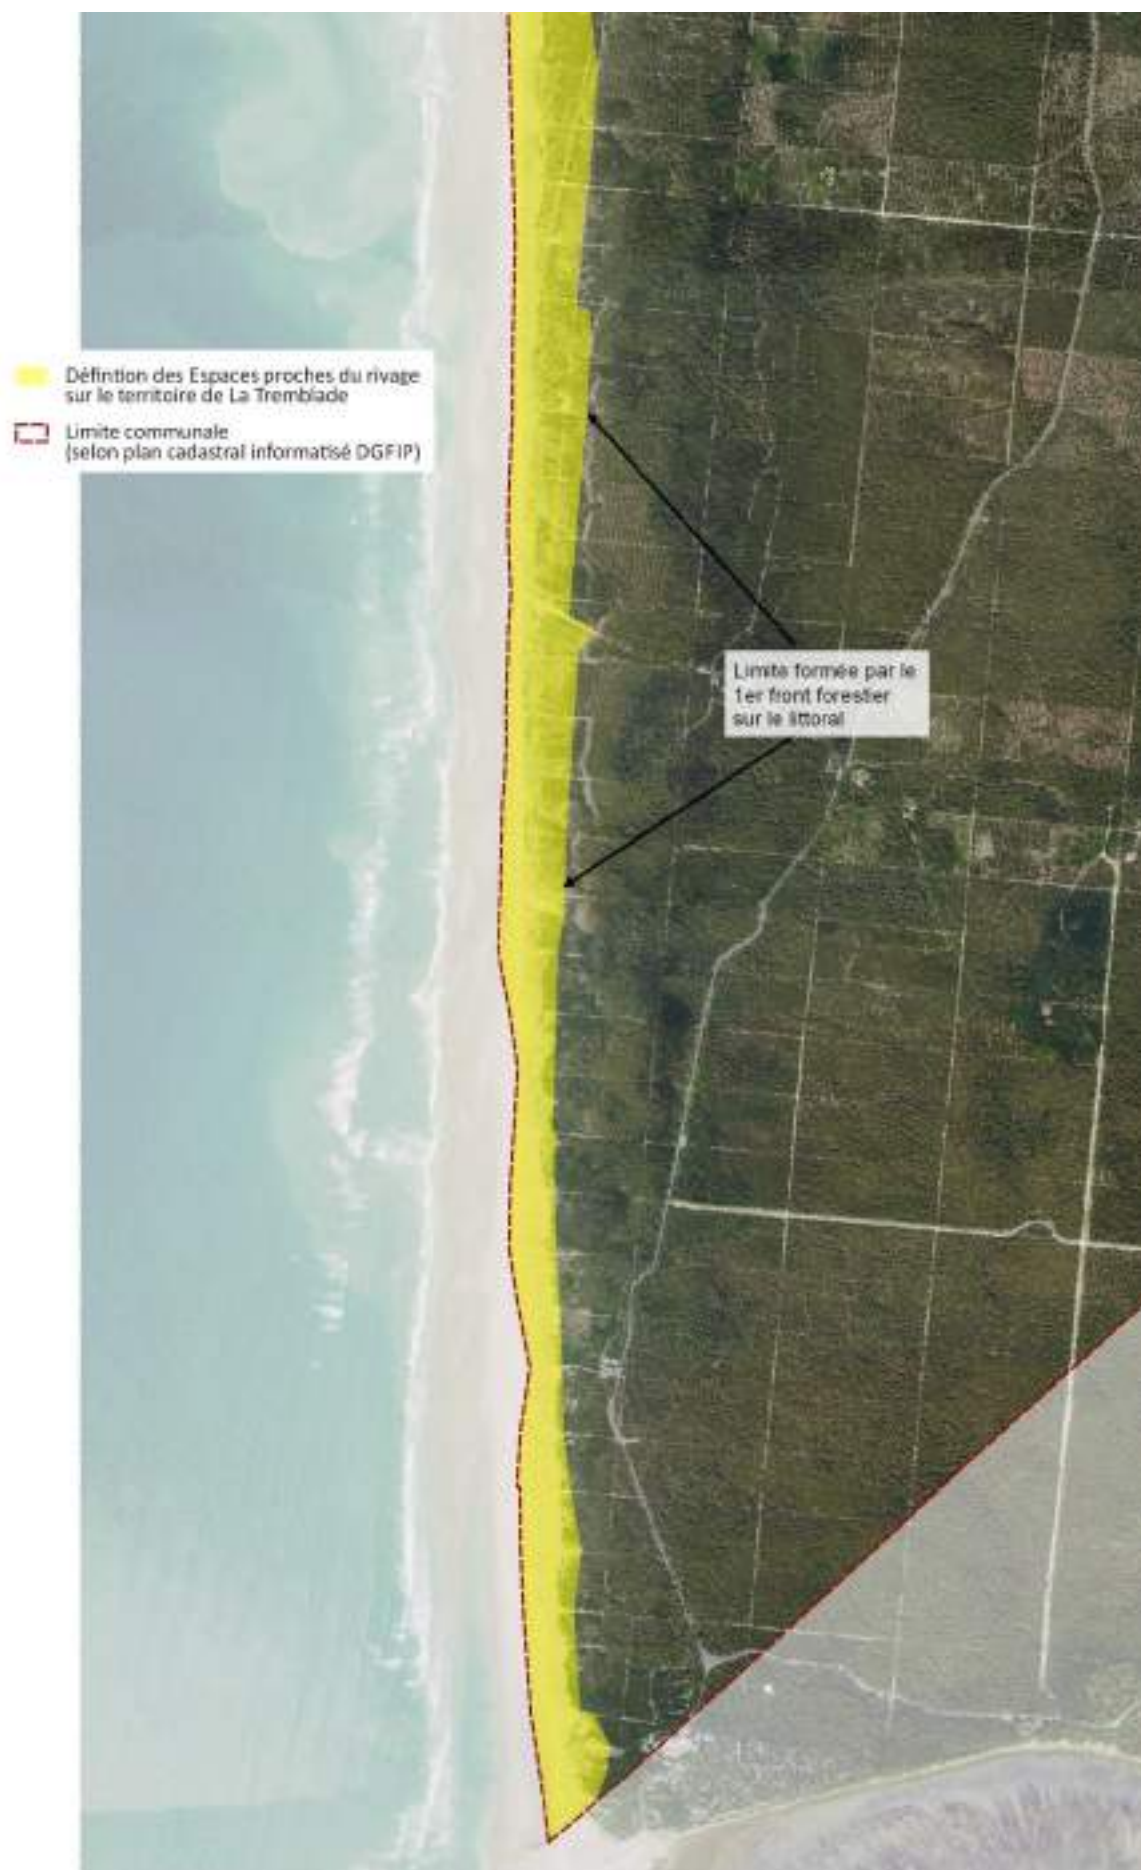 Défintion des Espaces proches du rivage
sur le territoire de La Tremblade
Limite communale
(selon plan cadastral informatisé DGFIP)
Limite formée par le
1er front forestier
sur le littoral